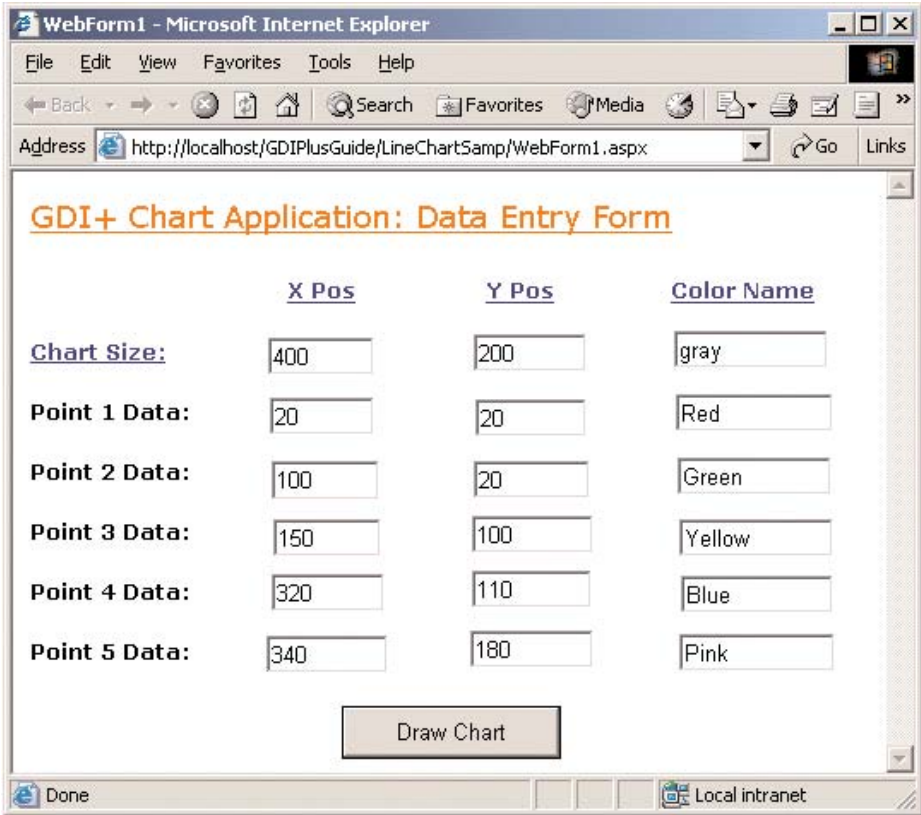 WebForm1 - Microsoft Internet Explorer
File Edit View Favorites Tools Help
Back Search Favorites Media »
Address http://localhost/GDIPlusGuide/LineChartSamp/WebForm1.aspx Go Links
GDI+ Chart Application: Data Entry Form
X Pos Y Pos Color Name
Chart Size: 400 200 gray
Point 1 Data: 20 20 Red
Point 2 Data: 100 20 Green
Point 3 Data: 150 100 Yellow
Point 4 Data: 320 110 Blue
Point 5 Data: 340 180 Pink
Draw Chart
Done Local intranet